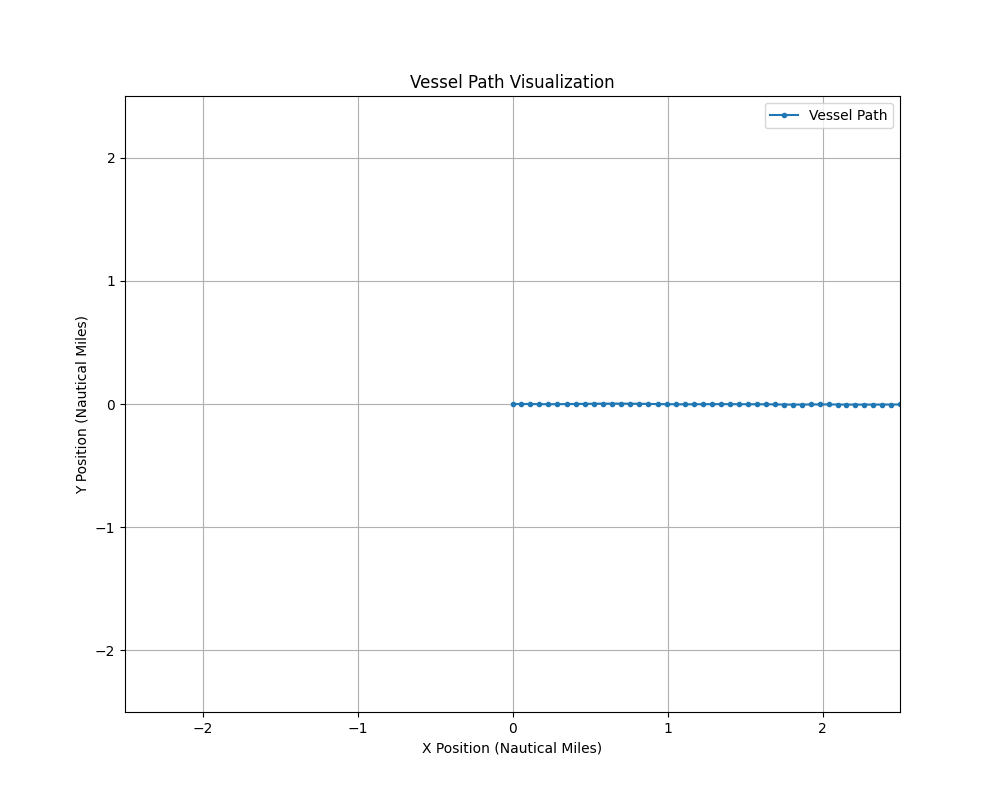 Vessel Path Visualization
Vessel Path
2
1
0
−1
−2
Y Position (Nautical Miles)
−2
−1
0
1
2
X Position (Nautical Miles)